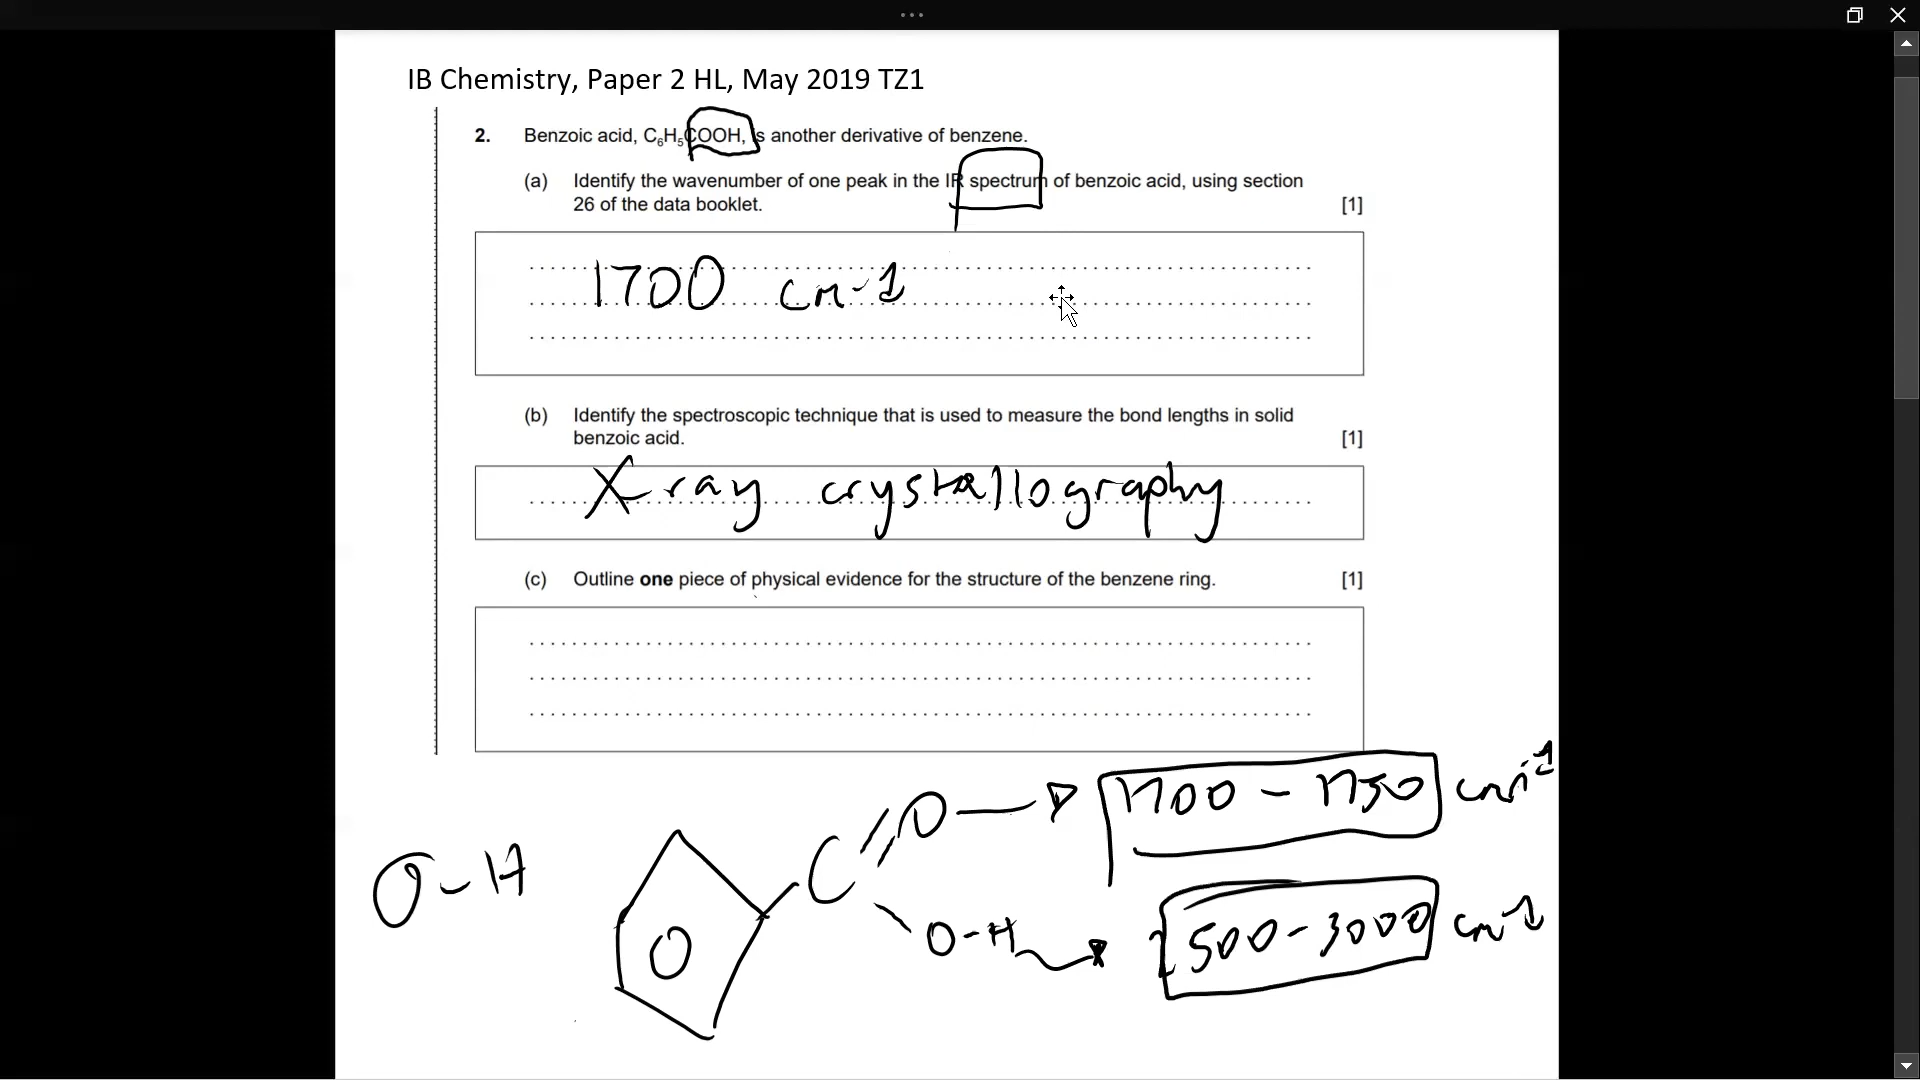 IB Chemistry, Paper 2 HL, May 2019 TZ1
2. Benzoic acid, C₆H₅COOH, is another derivative of benzene.
(a) Identify the wavenumber of one peak in the IR spectrum of benzoic acid, using section
26 of the data booklet. [1]
1700 cm-1
(b) Identify the spectroscopic technique that is used to measure the bond lengths in solid
benzoic acid. [1]
X-ray crystallography
(c) Outline one piece of physical evidence for the structure of the benzene ring. [1]
1700 - 1750 cm-1
C=O
O-H
O-H
2500-3000 cm-1